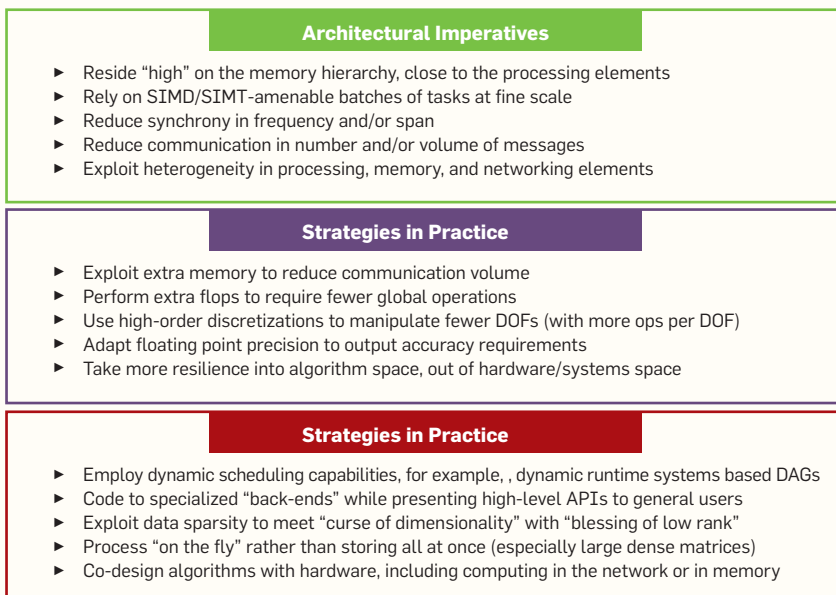 Architectural Imperatives
► Reside “high” on the memory hierarchy, close to the processing elements
► Rely on SIMD/SIMT-amenable batches of tasks at fine scale
► Reduce synchrony in frequency and/or span
► Reduce communication in number and/or volume of messages
► Exploit heterogeneity in processing, memory, and networking elements
Strategies in Practice
► Exploit extra memory to reduce communication volume
► Perform extra flops to require fewer global operations
► Use high-order discretizations to manipulate fewer DOFs (with more ops per DOF)
► Adapt floating point precision to output accuracy requirements
► Take more resilience into algorithm space, out of hardware/systems space
Strategies in Practice
► Employ dynamic scheduling capabilities, for example, , dynamic runtime systems based DAGs
► Code to specialized “back-ends” while presenting high-level APIs to general users
► Exploit data sparsity to meet “curse of dimensionality” with “blessing of low rank”
► Process “on the fly” rather than storing all at once (especially large dense matrices)
► Co-design algorithms with hardware, including computing in the network or in memory